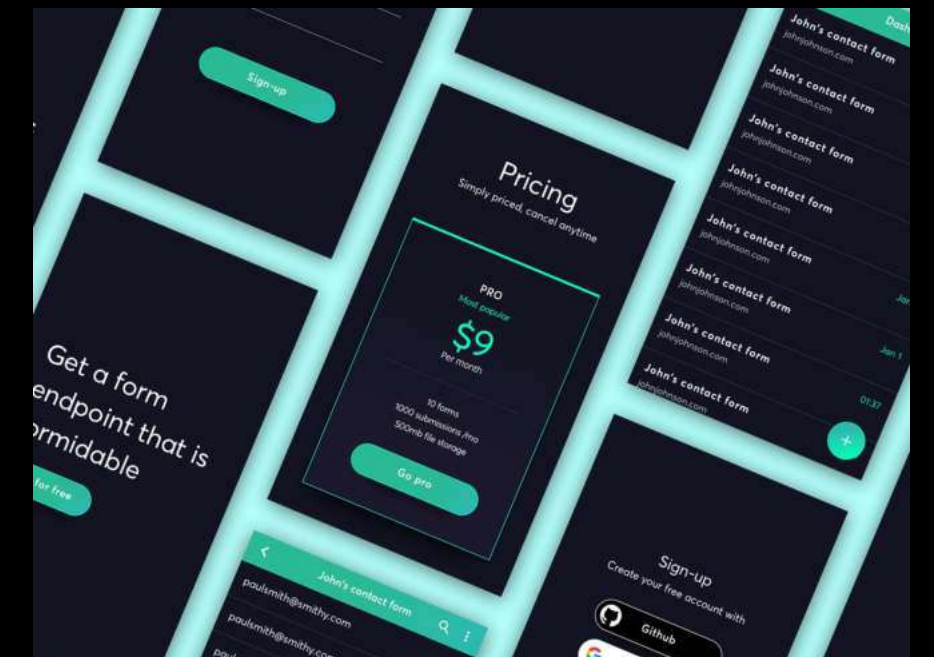 Sign-up
Get a form
endpoint that is
ormidable
for free
Pricing
Simply priced, cancel anytime
PRO
Most popular
$9
Per month
10 forms
1000 submissions /mo
500mb file storage
Go pro
John's contact form
paulsmith@smithy.com
paulsmith@smithy.com
Dash
John's contact form
johnjohnson.com
John's contact form
johnjohnson.com
John's contact form
johnjohnson.com
John's contact form
johnjohnson.com
John's contact form
johnjohnson.com
John's contact form
johnjohnson.com
Jan 1
John's contact form
johnjohnson.com
01:37
John's contact form
johnjohnson.com
+
Sign-up
Create your free account with
Github